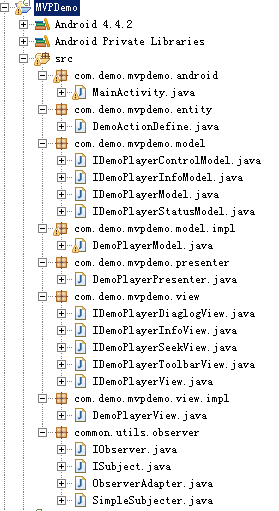 MVPDemo
Android 4.4.2
Android Private Libraries
src
com.demo.mvpdemo.android
MainActivity.java
com.demo.mvpdemo.entity
DemoActionDefine.java
com.demo.mvpdemo.model
IDemoPlayerControlModel.java
IDemoPlayerInfoModel.java
IDemoPlayerModel.java
IDemoPlayerStatusModel.java
com.demo.mvpdemo.model.impl
DemoPlayerModel.java
com.demo.mvpdemo.presenter
DemoPlayerPresenter.java
com.demo.mvpdemo.view
IDemoPlayerDiaglogView.java
IDemoPlayerInfoView.java
IDemoPlayerSeekView.java
IDemoPlayerToolbarView.java
IDemoPlayerView.java
com.demo.mvpdemo.view.impl
DemoPlayerView.java
common.utils.observer
IObserver.java
ISubject.java
ObserverAdapter.java
SimpleSubjecter.java